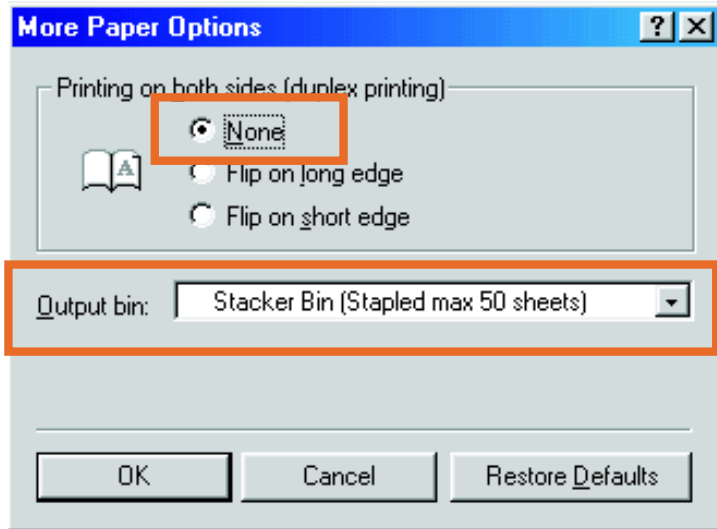 More Paper Options
Printing on both sides (duplex printing)
A
None
Flip on long edge
Flip on short edge
Output bin: Stacker Bin (Stapled max 50 sheets)
OK Cancel Restore Defaults